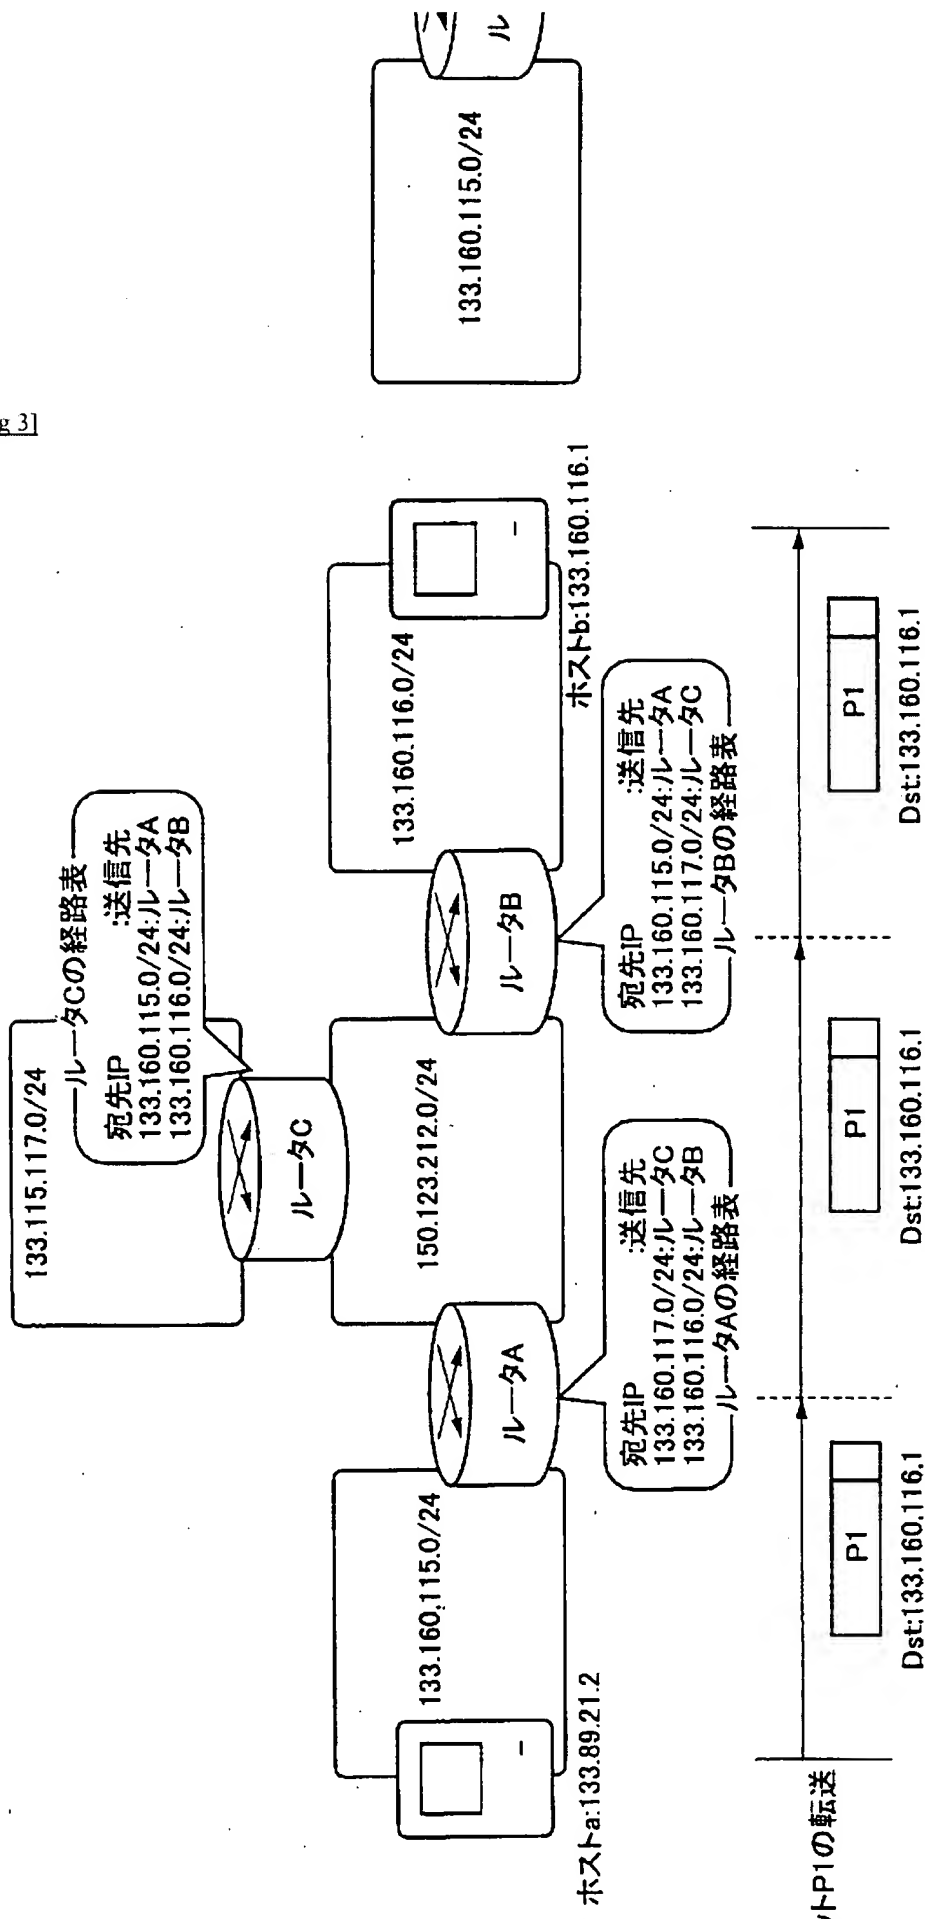 g 3]
133.115.117.0/24
ルータCの経路表
宛先IP :送信先
133.160.115.0/24:ルータA
133.160.116.0/24:ルータB
ルータC
133.160.115.0/24
150.123.212.0/24
133.160.116.0/24
133.160.115.0/24
ルータA
ルータB
ル
ホストa:133.89.21.2
ホストb:133.160.116.1
宛先IP :送信先
133.160.117.0/24:ルータC
133.160.116.0/24:ルータB
ルータAの経路表
宛先IP :送信先
133.160.115.0/24:ルータA
133.160.117.0/24:ルータC
ルータBの経路表
ットP1の転送
P1
P1
P1
Dst:133.160.116.1
Dst:133.160.116.1
Dst:133.160.116.1